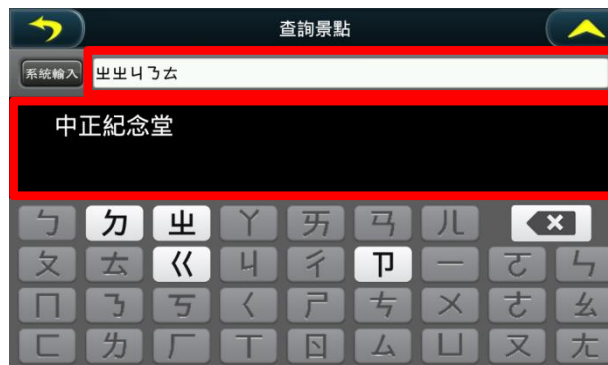 查詢景點
系統輸入 ㄓㄓㄐㄋㄊ
中正紀念堂
ㄅ ㄉ ㄓ ㄚ ㄞ ㄢ ㄦ
ㄆ ㄊ ㄍ ㄐ ㄔ ㄗ ㄧ ㄛ ㄣ
ㄇ ㄋ ㄎ ㄑ ㄕ ㄘ ㄨ ㄜ ㄠ
ㄈ ㄌ ㄏ ㄒ ㄖ ㄙ ㄩ ㄡ ㄤ